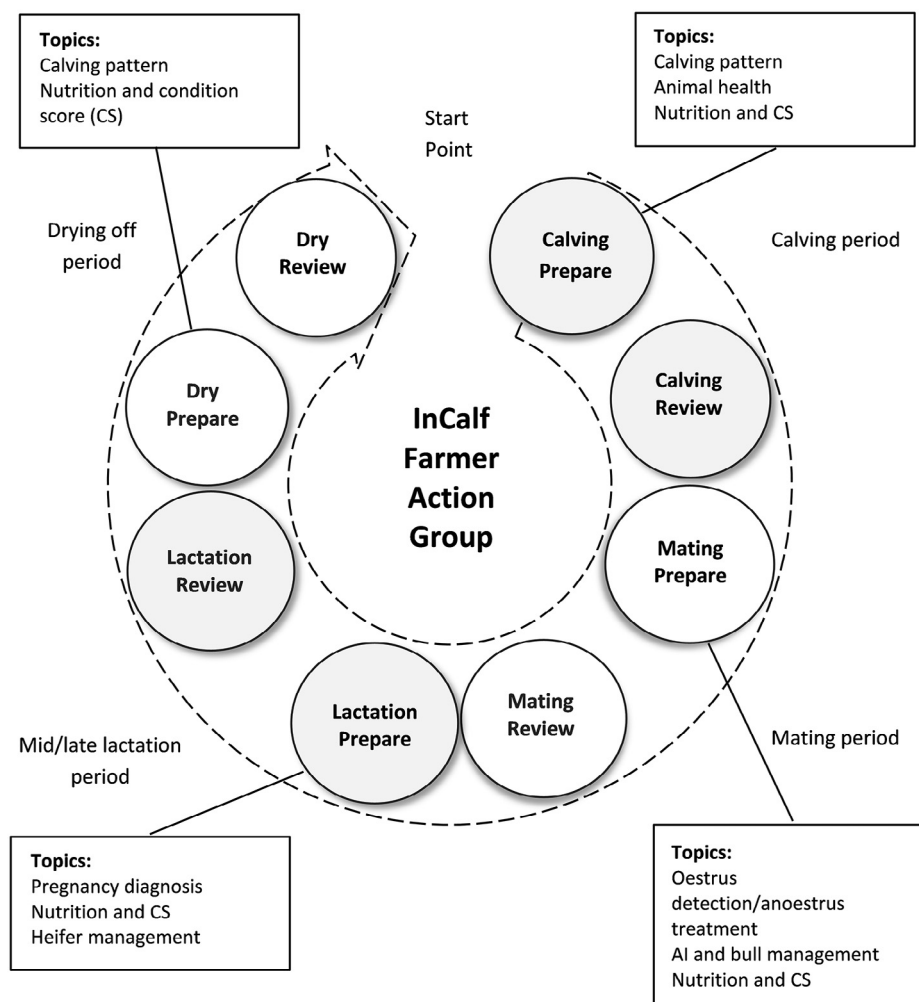 Topics:
Calving pattern
Nutrition and condition
score (CS)
Start
Point
Topics:
Calving pattern
Animal health
Nutrition and CS
Drying off
period
Dry
Review
Calving
Prepare
Calving period
Dry
Prepare
Calving
Review
InCalf
Farmer
Action
Group
Lactation
Review
Mating
Prepare
Lactation
Prepare
Mating
Review
Mid/late lactation
period
Mating period
Topics:
Pregnancy diagnosis
Nutrition and CS
Heifer management
Topics:
Oestrus
detection/anoestrus
treatment
AI and bull management
Nutrition and CS